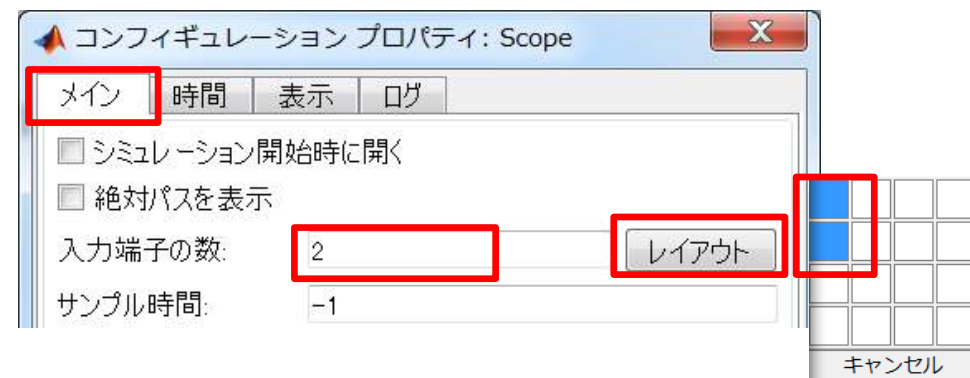 コンフィギュレーション プロパティ: Scope
メイン 時間 表示 ログ
シミュレーション開始時に開く
絶対パスを表示
入力端子の数: 2 レイアウト
サンプル時間: -1
キャンセル